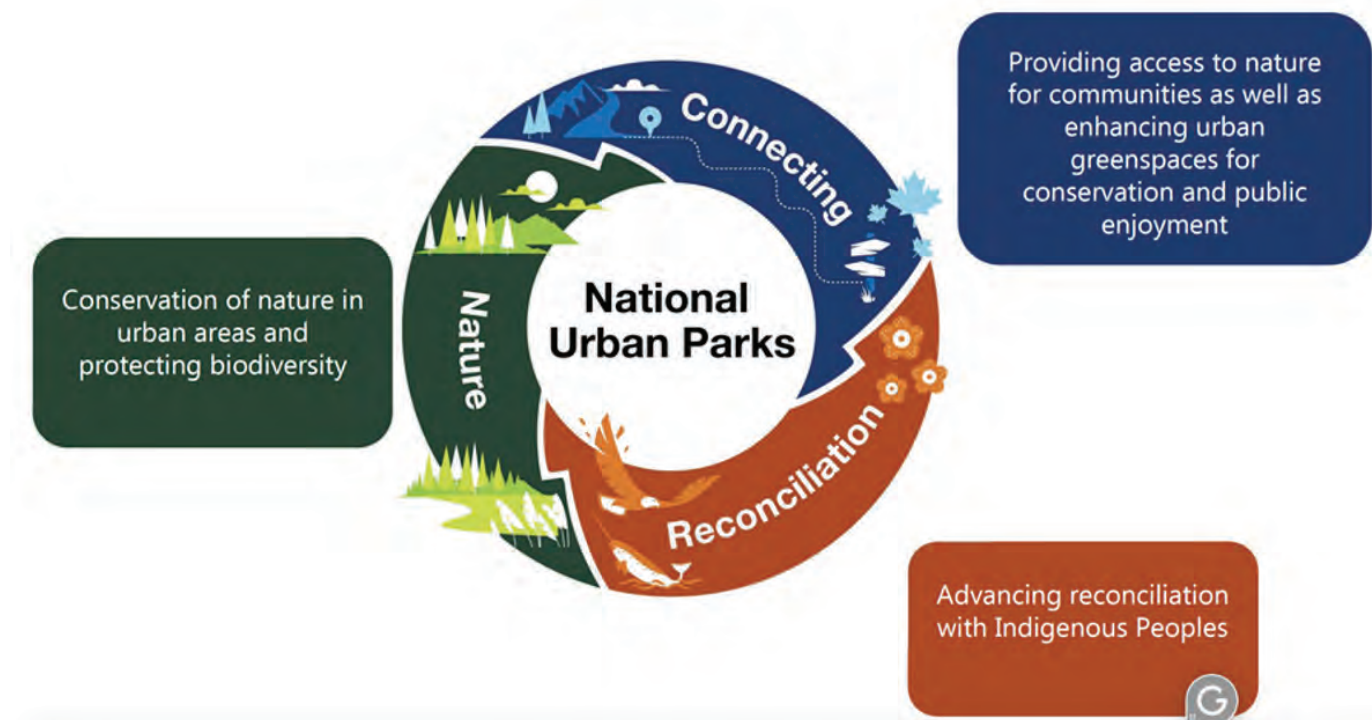 Connecting
Providing access to nature
for communities as well as
enhancing urban
greenspaces for
conservation and public
enjoyment
Conservation of nature in
urban areas and
protecting biodiversity
Nature
National
Urban Parks
Reconciliation
Advancing reconciliation
with Indigenous Peoples
G